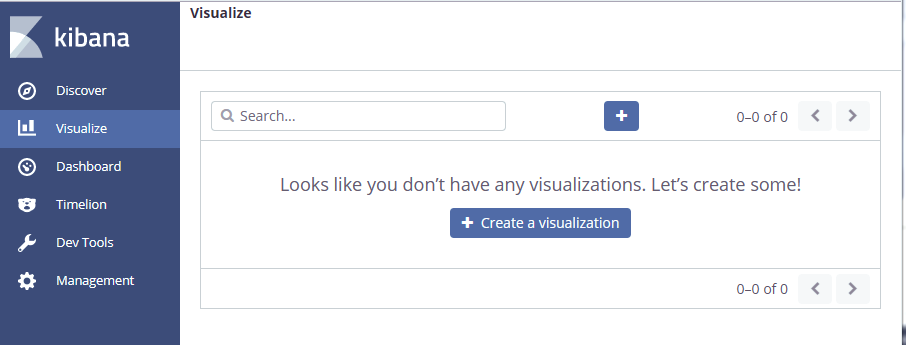 Visualize
kibana
Discover
Visualize
Dashboard
Timelion
Dev Tools
Management
Search...
0–0 of 0
Looks like you don’t have any visualizations. Let’s create some!
Create a visualization
0–0 of 0